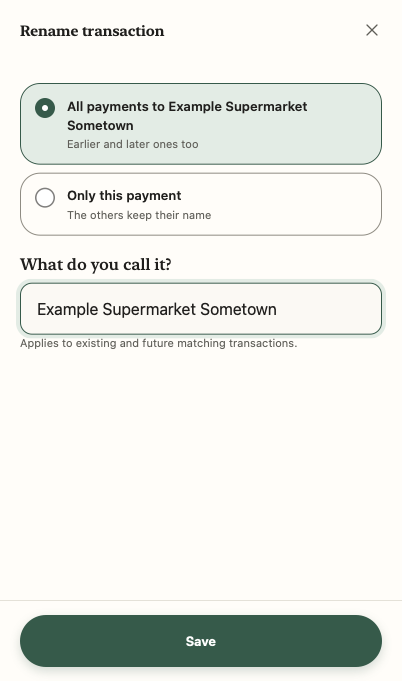 Rename transaction
All payments to Example Supermarket
Sometown
Earlier and later ones too
Only this payment
The others keep their name
What do you call it?
Example Supermarket Sometown
Applies to existing and future matching transactions.
Save